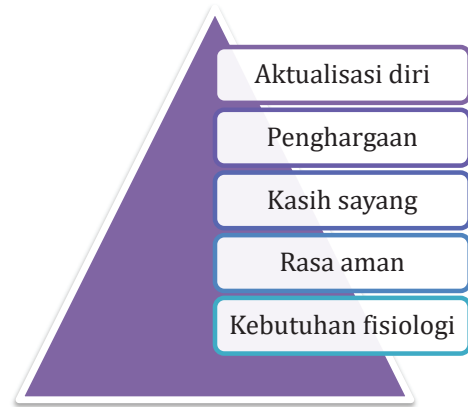 Aktualisasi diri
Penghargaan
Kasih sayang
Rasa aman
Kebutuhan fisiologi